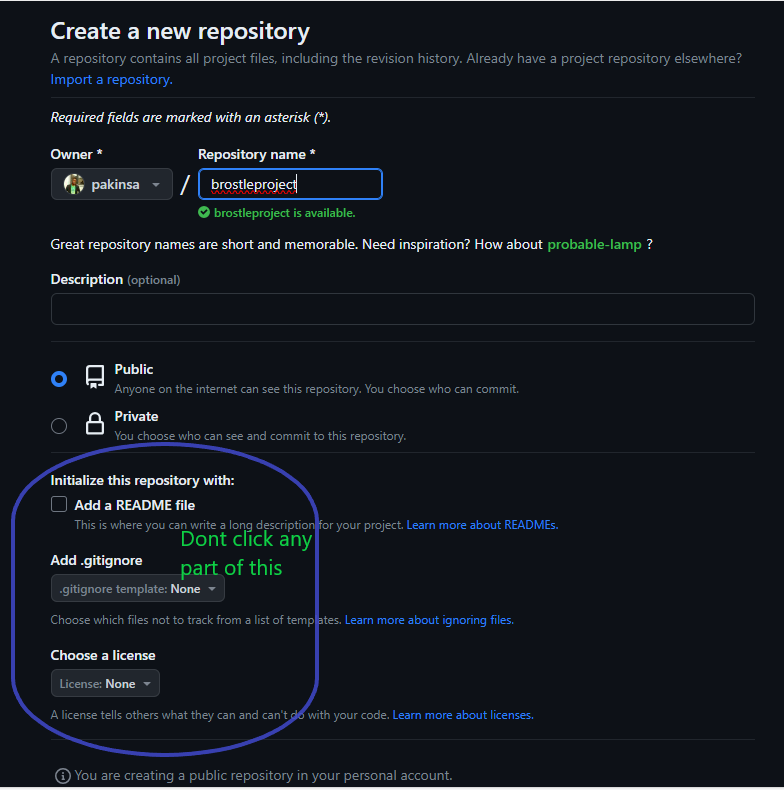 Create a new repository
A repository contains all project files, including the revision history. Already have a project repository elsewhere?
Import a repository.
Required fields are marked with an asterisk (*).
Owner *
Repository name *
pakinsa
/
brostleproject
brostleproject is available.
Great repository names are short and memorable. Need inspiration? How about probable-lamp ?
Description (optional)
Public
Anyone on the internet can see this repository. You choose who can commit.
Private
You choose who can see and commit to this repository.
Initialize this repository with:
Add a README file
This is where you can write a long description for your project. Learn more about READMEs.
Dont click any
part of this
Add .gitignore
.gitignore template: None
Choose which files not to track from a list of templates. Learn more about ignoring files.
Choose a license
License: None
A license tells others what they can and can't do with your code. Learn more about licenses.
You are creating a public repository in your personal account.